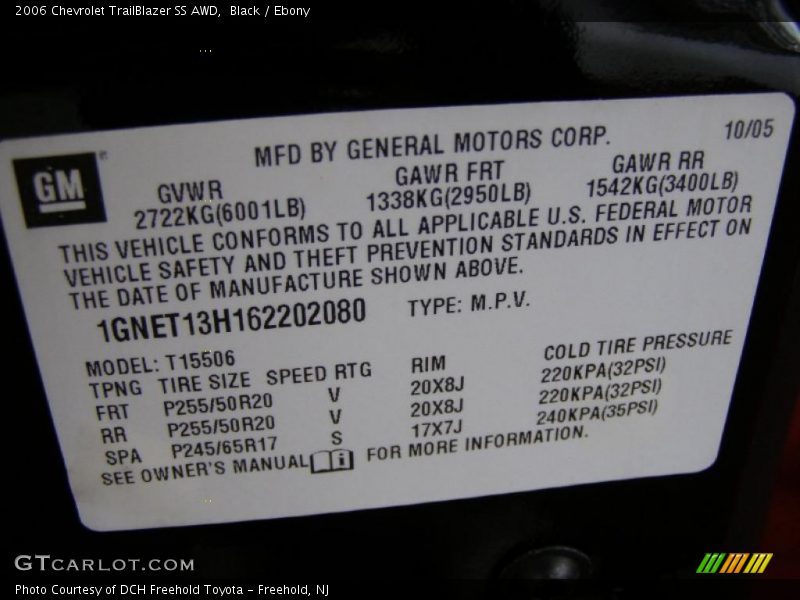 2006 Chevrolet TrailBlazer SS AWD,  Black / Ebony
...
MFD BY GENERAL MOTORS CORP. 10/05
GM
GVWR GAWR FRT GAWR RR
2722KG(6001LB) 1338KG(2950LB) 1542KG(3400LB)
THIS VEHICLE CONFORMS TO ALL APPLICABLE U.S. FEDERAL MOTOR
VEHICLE SAFETY AND THEFT PREVENTION STANDARDS IN EFFECT ON
THE DATE OF MANUFACTURE SHOWN ABOVE.
1GNET13H162202080 TYPE: M.P.V.
MODEL: T15506
TPNG TIRE SIZE SPEED RTG RIM COLD TIRE PRESSURE
FRT P255/50R20 V 20X8J 220KPA(32PSI)
RR P255/50R20 V 20X8J 220KPA(32PSI)
SPA P245/65R17 S 17X7J 240KPA(35PSI)
SEE OWNER'S MANUAL i FOR MORE INFORMATION.
GTCARLOT.COM
Photo Courtesy of DCH Freehold Toyota - Freehold, NJ